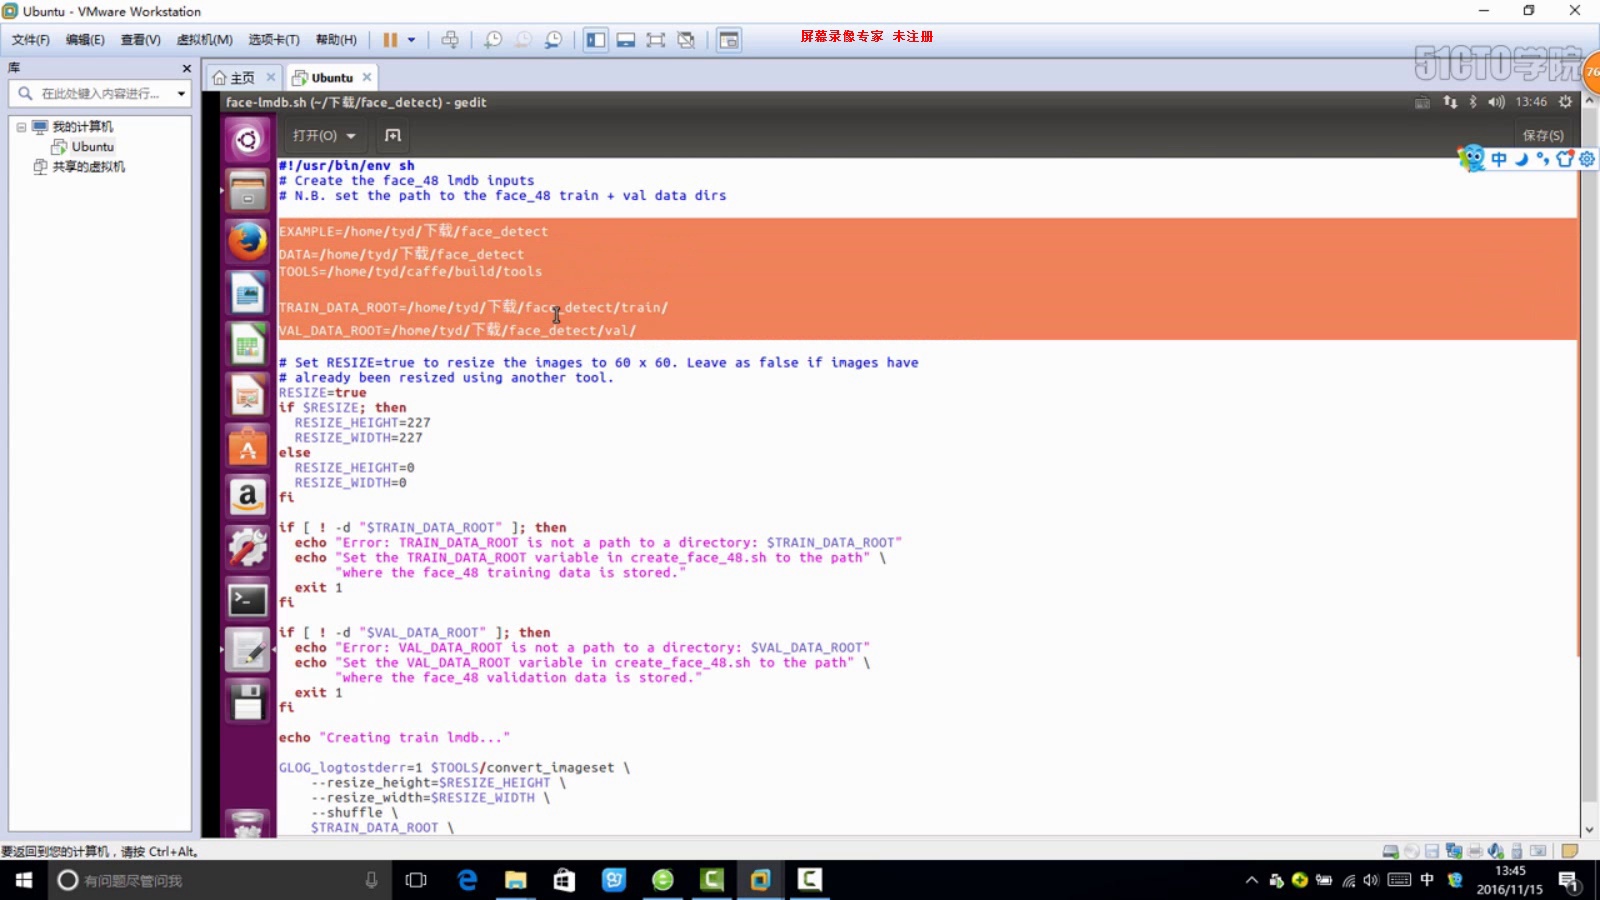 Ubuntu - VMware Workstation
文件(F) 编辑(E) 查看(V) 虚拟机(M) 选项卡(T) 帮助(H)
屏幕录像专家 未注册
51CTO学院
76
库
主页
Ubuntu
在此处键入内容进行...
我的计算机
Ubuntu
共享的虚拟机
face-lmdb.sh (~/下载/face_detect) - gedit
13:46
打开(O)
保存(S)
中
#!/usr/bin/env sh
# Create the face_48 lmdb inputs
# N.B. set the path to the face_48 train + val data dirs
EXAMPLE=/home/tyd/下载/face_detect
DATA=/home/tyd/下载/face_detect
TOOLS=/home/tyd/caffe/build/tools
TRAIN_DATA_ROOT=/home/tyd/下载/face_detect/train/
VAL_DATA_ROOT=/home/tyd/下载/face_detect/val/
# Set RESIZE=true to resize the images to 60 x 60. Leave as false if images have
# already been resized using another tool.
RESIZE=true
if $RESIZE; then
  RESIZE_HEIGHT=227
  RESIZE_WIDTH=227
else
  RESIZE_HEIGHT=0
  RESIZE_WIDTH=0
fi
if [ ! -d "$TRAIN_DATA_ROOT" ]; then
  echo "Error: TRAIN_DATA_ROOT is not a path to a directory: $TRAIN_DATA_ROOT"
  echo "Set the TRAIN_DATA_ROOT variable in create_face_48.sh to the path" \
       "where the face_48 training data is stored."
  exit 1
fi
if [ ! -d "$VAL_DATA_ROOT" ]; then
  echo "Error: VAL_DATA_ROOT is not a path to a directory: $VAL_DATA_ROOT"
  echo "Set the VAL_DATA_ROOT variable in create_face_48.sh to the path" \
       "where the face_48 validation data is stored."
  exit 1
fi
echo "Creating train lmdb..."
GLOG_logtostderr=1 $TOOLS/convert_imageset \
    --resize_height=$RESIZE_HEIGHT \
    --resize_width=$RESIZE_WIDTH \
    --shuffle \
    $TRAIN_DATA_ROOT \
要返回到您的计算机，请按 Ctrl+Alt。
有问题尽管问我
中
13:45
2016/11/15
1